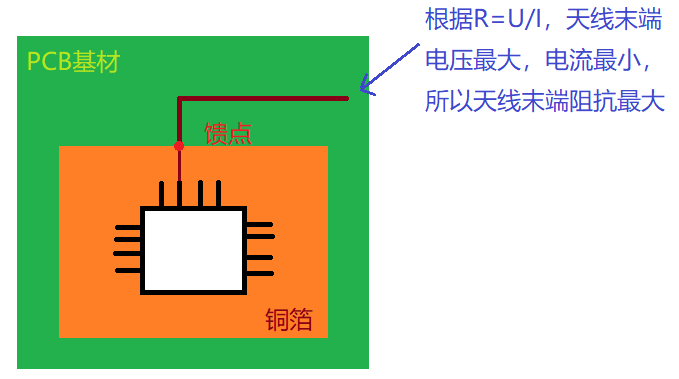 根据R=U/I，天线末端
电压最大，电流最小，
所以天线末端阻抗最大
PCB基材
馈点
铜箔